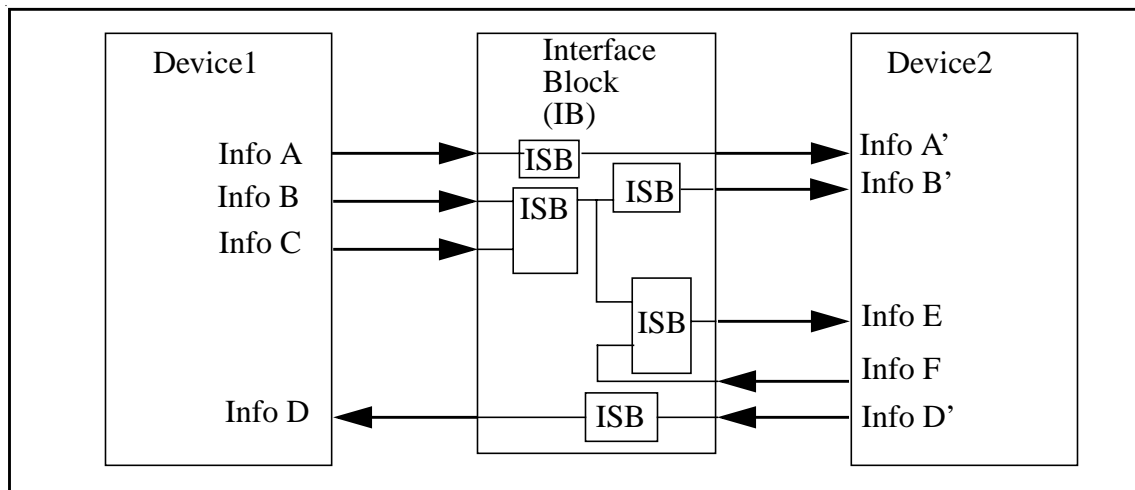 Device1
Interface
Block
(IB)
Device2
Info A
ISB
Info A’
Info B
ISB
ISB
Info B’
Info C
ISB
Info E
Info F
Info D
ISB
Info D’